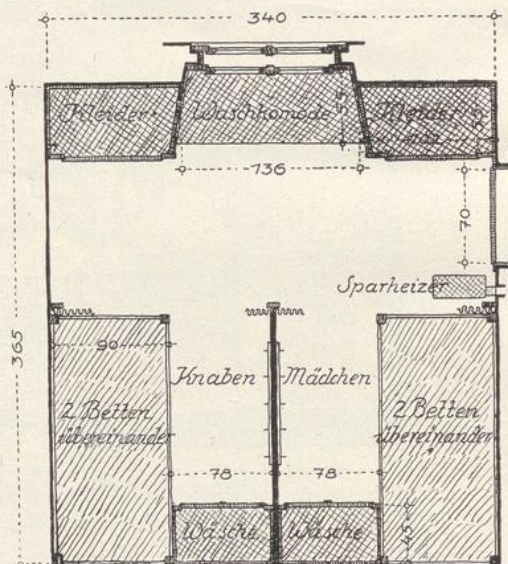 340
Kleider
Waschkomode
Kleider
55
136
70
Sparheizer
365
90
Knaben
Mädchen
2 Betten
übereinander
2 Betten
übereinander
78
78
Wäsche
Wäsche
45